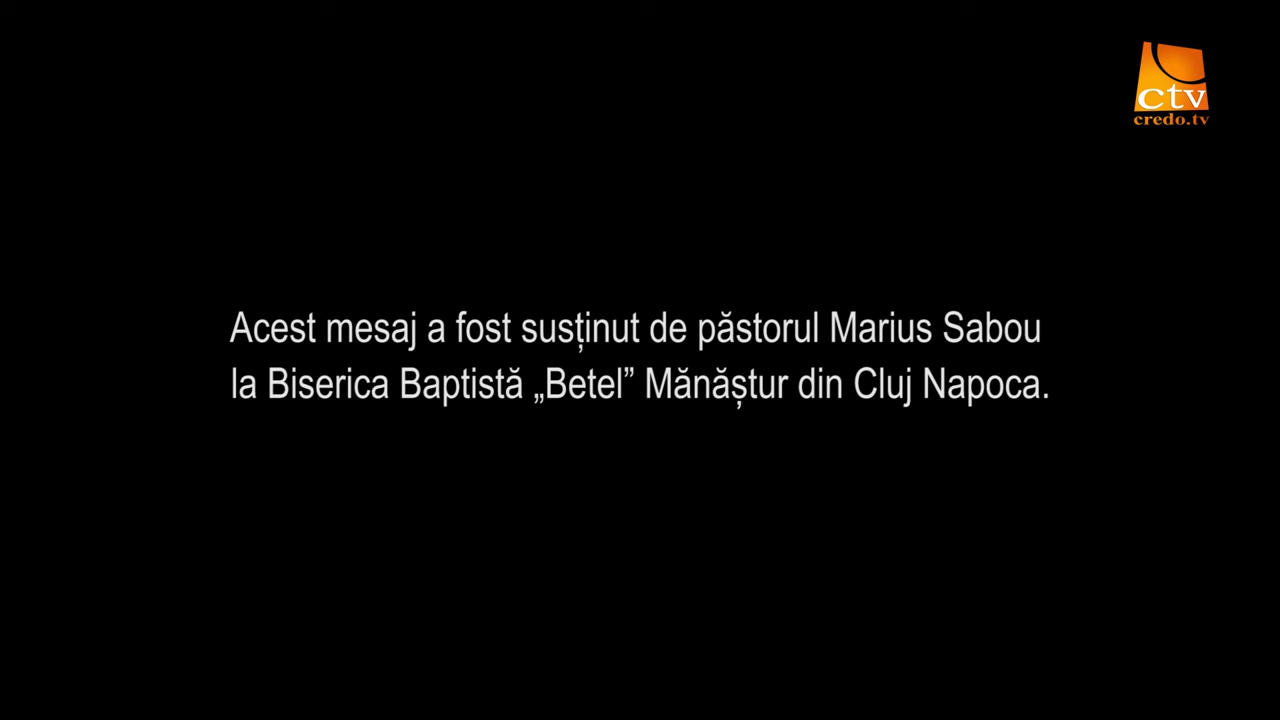 ctv
credo.tv
Acest mesaj a fost susținut de păstorul Marius Sabou
la Biserica Baptistă „Betel” Mănăștur din Cluj Napoca.